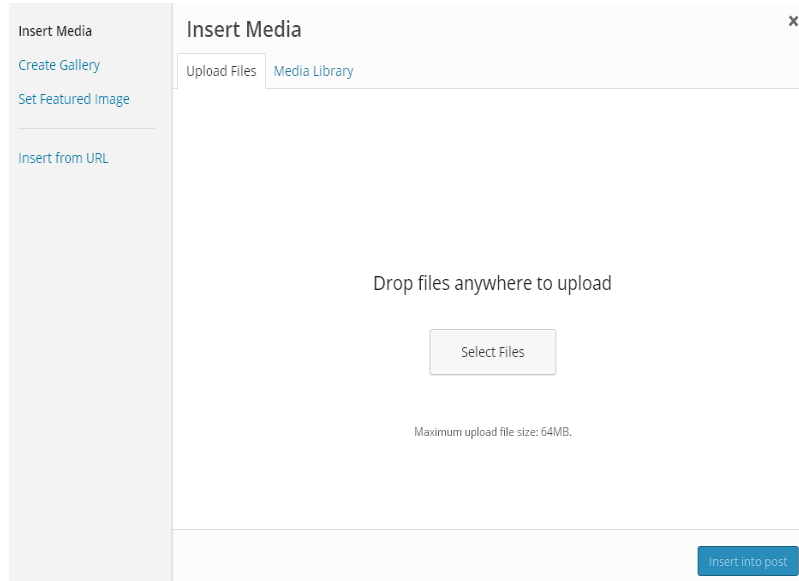 Insert Media
Create Gallery
Set Featured Image
Insert from URL
Insert Media
Upload Files
Media Library
Drop files anywhere to upload
Select Files
Maximum upload file size: 64MB.
Insert into post